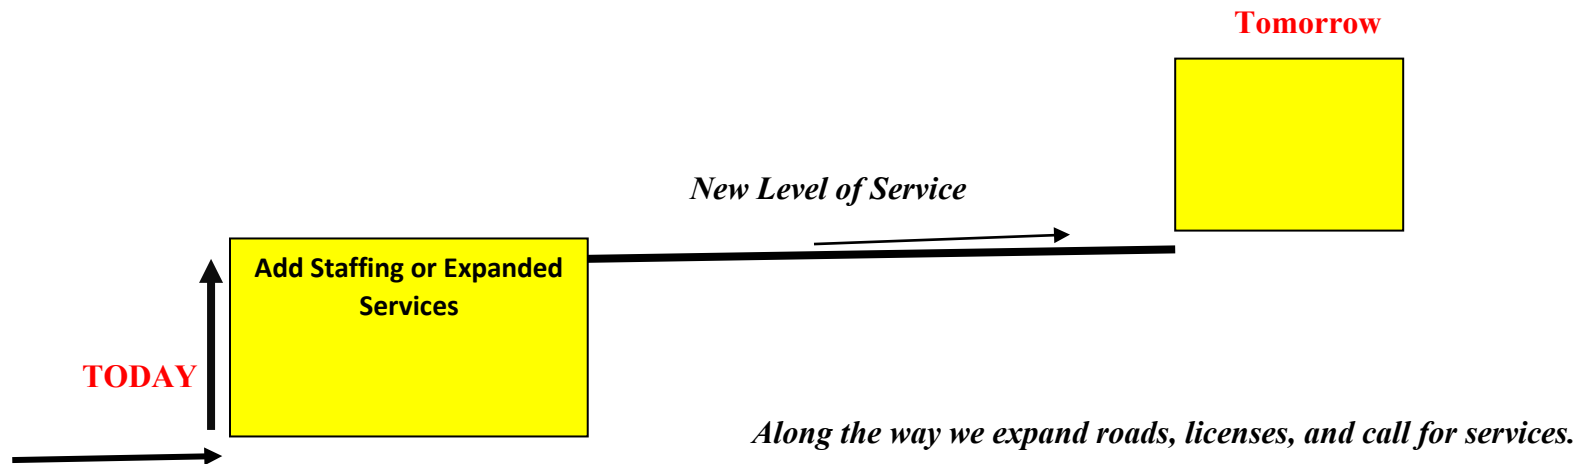 Tomorrow
New Level of Service
Add Staffing or Expanded
Services
TODAY
Along the way we expand roads, licenses, and call for services.